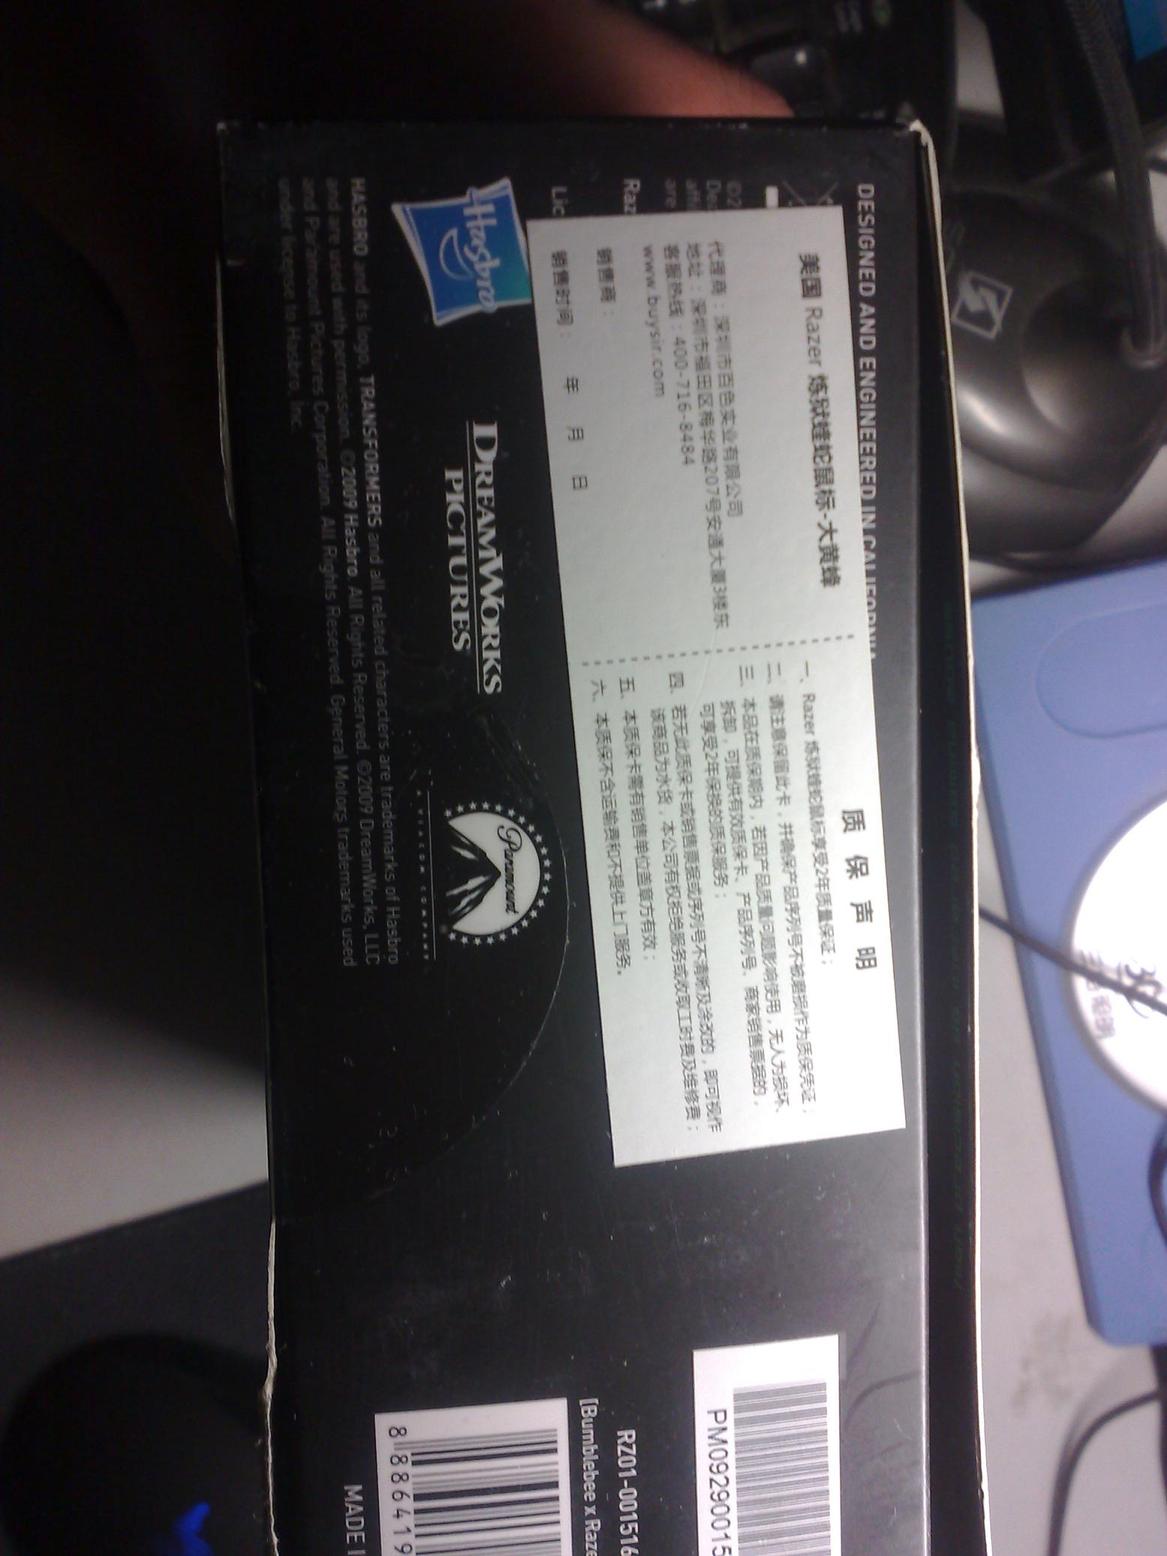 DESIGNED AND ENGINEERED IN CALIFORNIA
美国 Razer 炼狱蝰蛇鼠标-大黄蜂
代理商：深圳市百色实业有限公司
地址：深圳市福田区梅华路207号安通大厦3楼东
客服热线：400-716-8484
www.buysir.com
销售商：
销售时间： 年 月 日
质保声明
一、Razer 炼狱蝰蛇鼠标享受2年质量保证；
二、请注意保留此卡，并确保产品序列号不被磨损作为质保凭证；
三、本品在质保期内，若因产品质量问题影响使用，无人为损坏、
拆卸，可提供有效质保卡、产品序列号、商家销售票据的，
可享受2年保换的质保服务；
四、若无此质保卡或销售票据或序列号不清晰及涂改的，即可视作
该商品为水货，本公司有权拒绝服务或收取工时费及维修费；
五、本质保卡需有销售单位盖章方有效；
六、本质保不含运输费和不提供上门服务。
©2
De
are
Raz
Lic
Hasbro
DREAMWORKS
PICTURES
Paramount
A VIACOM COMPANY
HASBRO and its logo, TRANSFORMERS and all related characters are trademarks of Hasbro
and are used with permission. ©2009 Hasbro. All Rights Reserved. ©2009 DreamWorks, LLC
and Paramount Pictures Corporation. All Rights Reserved. General Motors trademarks used
under license to Hasbro, Inc.
PM09290015
RZ01-001516
(Bumblebee x Raze
8 886419
MADE I